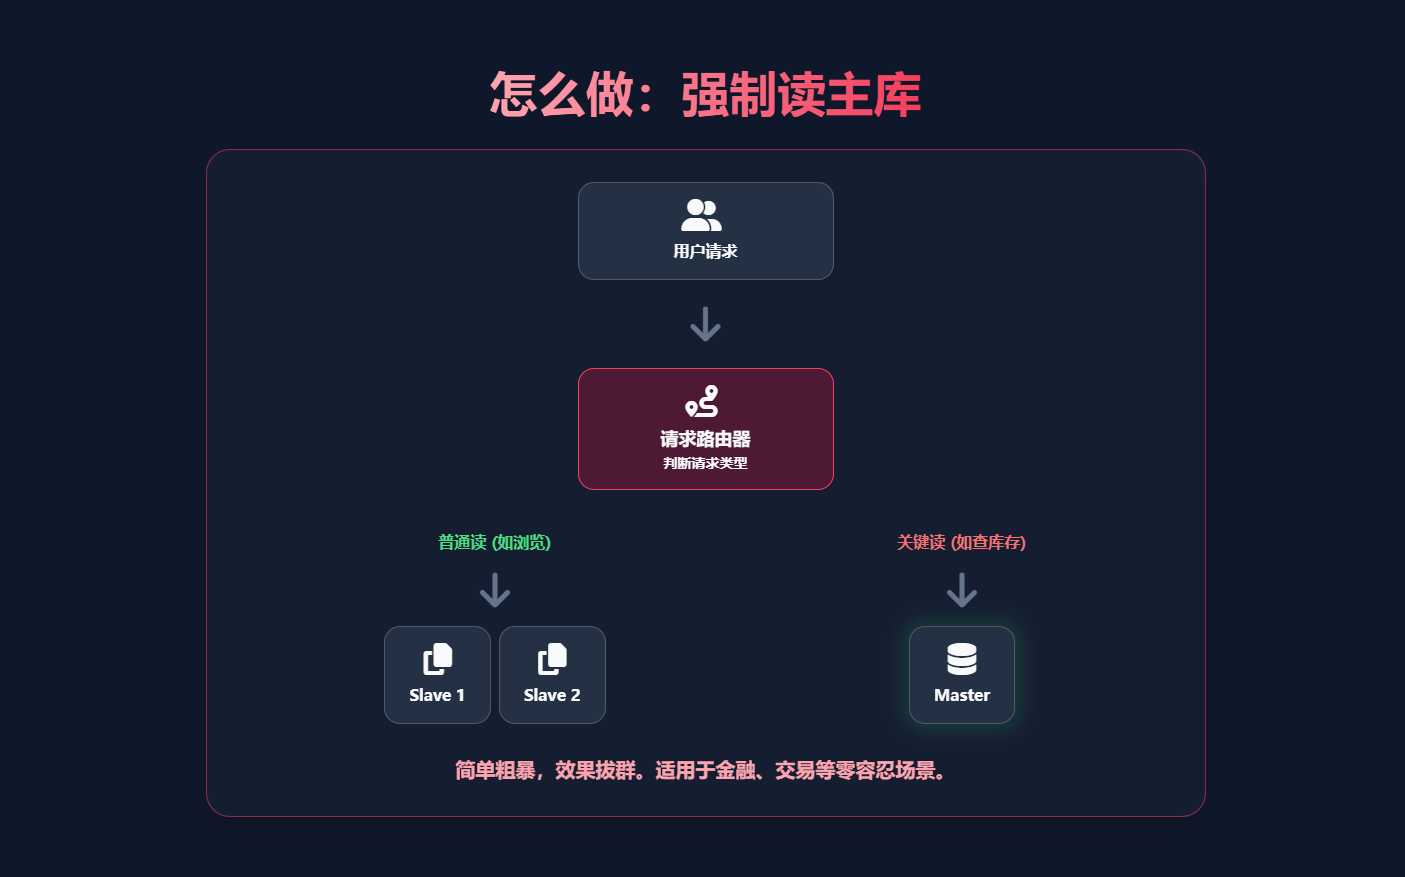 怎么做：强制读主库
用户请求
请求路由器
判断请求类型
普通读 (如浏览)
关键读 (如查库存)
Slave 1
Slave 2
Master
简单粗暴，效果拔群。适用于金融、交易等零容忍场景。